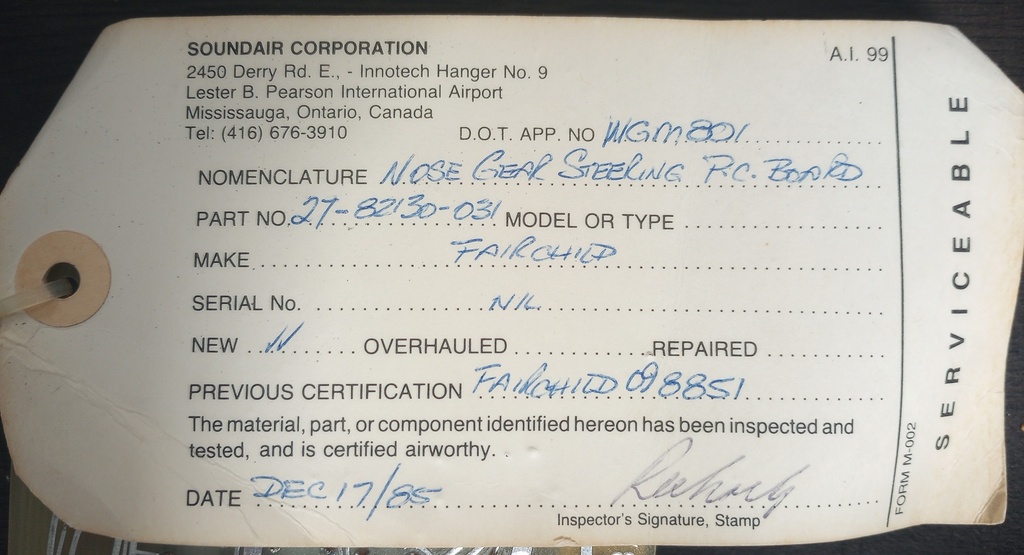 SOUNDAIR CORPORATION
A.I. 99
2450 Derry Rd. E., - Innotech Hanger No. 9
Lester B. Pearson International Airport
Mississauga, Ontario, Canada
Tel: (416) 676-3910 D.O.T. APP. NO WGM801
NOMENCLATURE NOSE GEAR STEERING P.C. BOARD
PART NO. 27-82130-031 MODEL OR TYPE
MAKE FAIRCHILD
SERIAL No. NIL
NEW N OVERHAULED REPAIRED
PREVIOUS CERTIFICATION FAIRCHILD 8851
The material, part, or component identified hereon has been inspected and
tested, and is certified airworthy.
DATE DEC 17/85
Inspector's Signature, Stamp
FORM M-002
SERVICEABLE